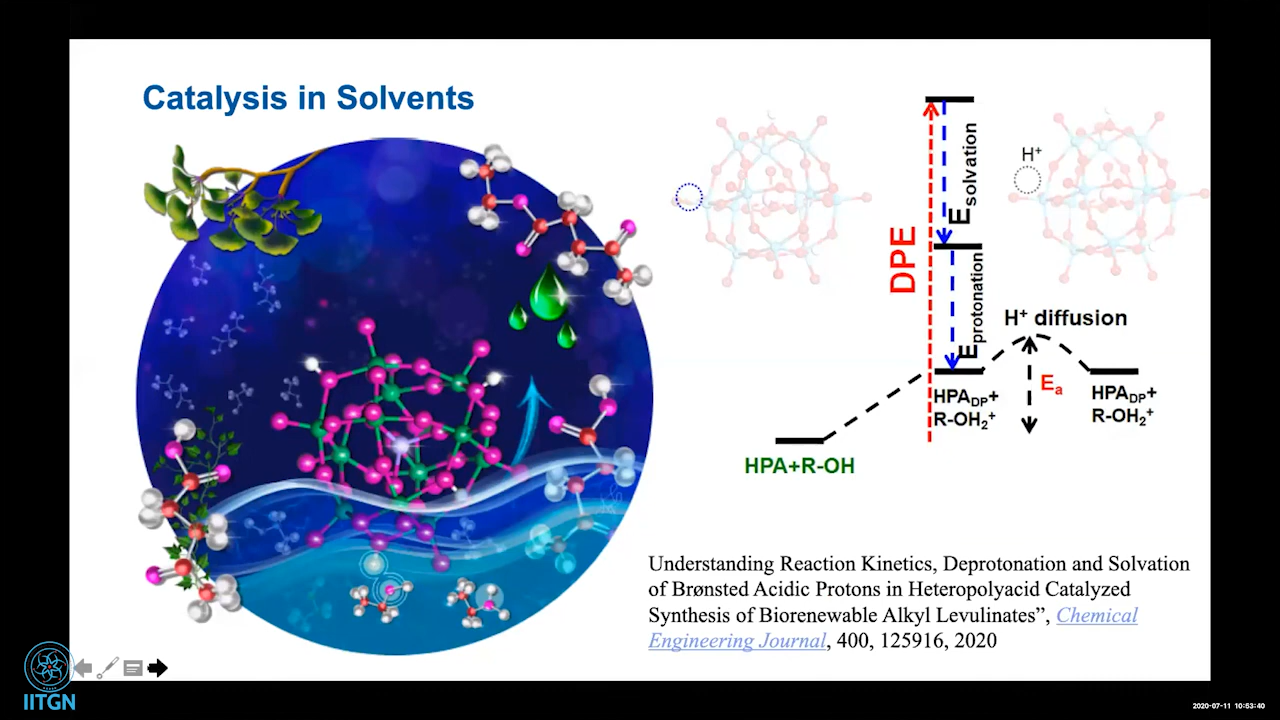 Catalysis in Solvents
DPE
E solvation
E protonation
H⁺
H⁺ diffusion
Eₐ
HPA+R-OH
HPA_DP+
R-OH₂⁺
HPA_DP+
R-OH₂⁺
Understanding Reaction Kinetics, Deprotonation and Solvation
of Brønsted Acidic Protons in Heteropolyacid Catalyzed
Synthesis of Biorenewable Alkyl Levulinates”, Chemical
Engineering Journal, 400, 125916, 2020
IITGN
2020-07-11 10:53:40